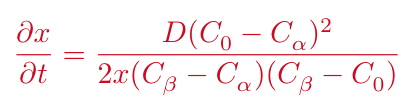 ∂x/∂t = D(C₀ − C_α)² / 2x(C_β − C_α)(C_β − C₀)